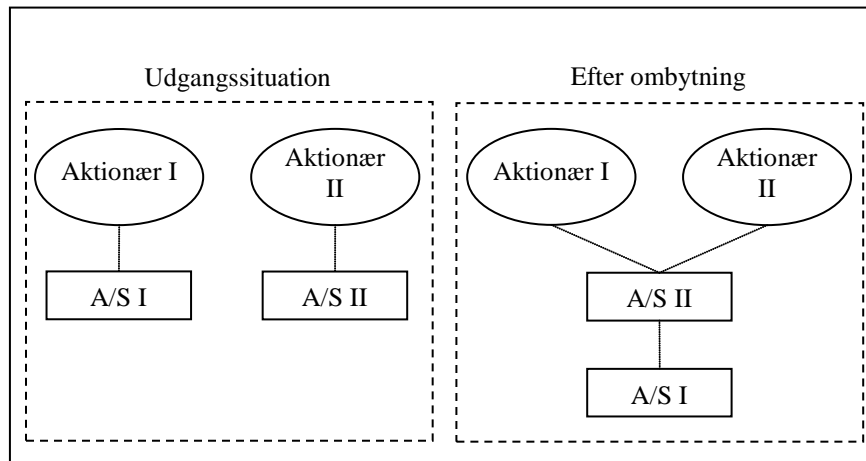 Udgangssituation
Aktionær I
Aktionær
II
A/S I
A/S II
Efter ombytning
Aktionær I
Aktionær
II
A/S II
A/S I